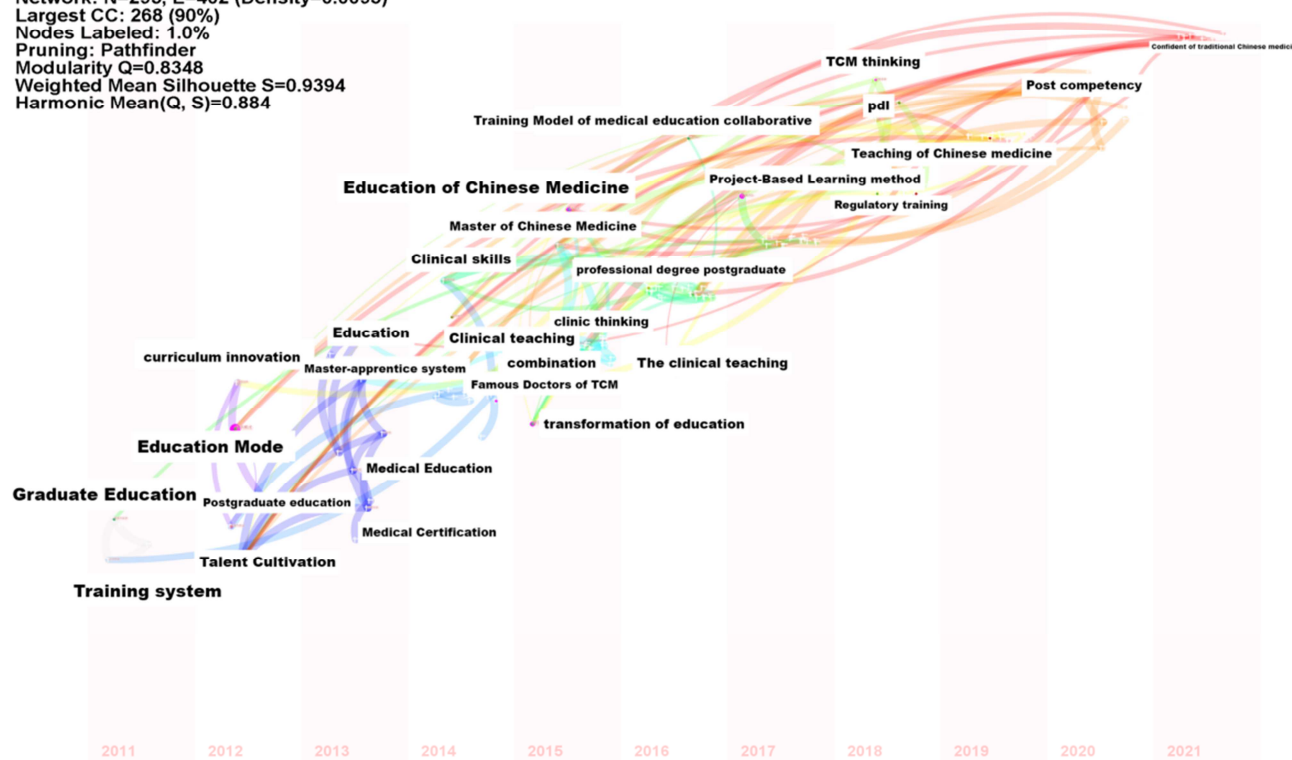 Largest CC: 268 (90%)
Nodes Labeled: 1.0%
Pruning: Pathfinder
Modularity Q=0.8348
Weighted Mean Silhouette S=0.9394
Harmonic Mean(Q, S)=0.884
Confident of traditional Chinese medici
TCM thinking
Post competency
pdl
Training Model of medical education collaborative
Teaching of Chinese medicine
Project-Based Learning method
Education of Chinese Medicine
Regulatory training
Master of Chinese Medicine
Clinical skills
professional degree postgraduate
clinic thinking
Education
Clinical teaching
curriculum innovation
combination
The clinical teaching
Master-apprentice system
Famous Doctors of TCM
transformation of education
Education Mode
Medical Education
Graduate Education
Postgraduate education
Medical Certification
Talent Cultivation
Training system
2011 2012 2013 2014 2015 2016 2017 2018 2019 2020 2021